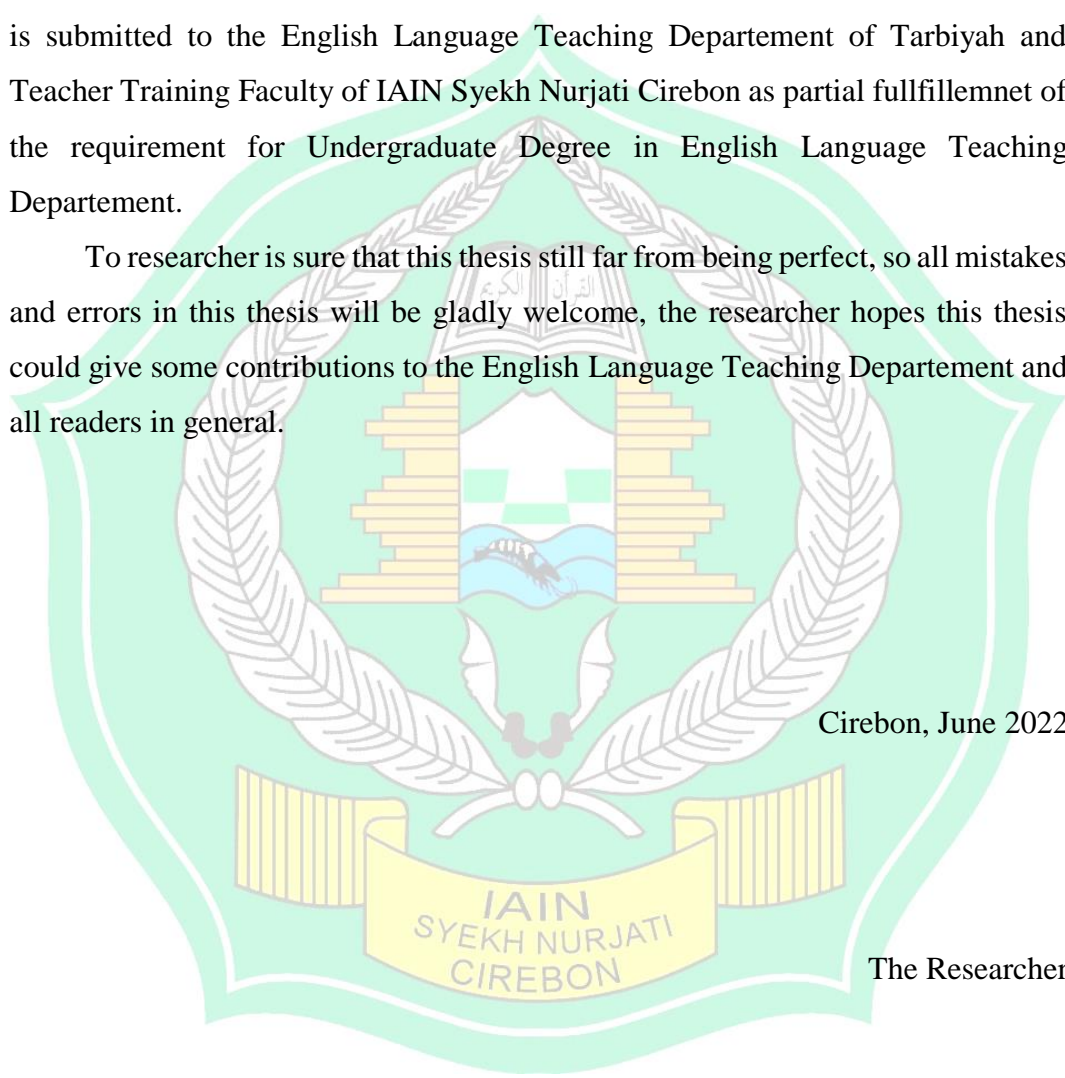 is submitted to the English Language Teaching Departement of Tarbiyah and
Teacher Training Faculty of IAIN Syekh Nurjati Cirebon as partial fullfillemnet of
the requirement for Undergraduate Degree in English Language Teaching
Departement.
To researcher is sure that this thesis still far from being perfect, so all mistakes
and errors in this thesis will be gladly welcome, the researcher hopes this thesis
could give some contributions to the English Language Teaching Departement and
all readers in general.
القرأن الكريم
Cirebon, June 2022
IAIN
SYEKH NURJATI
CIREBON
The Researcher